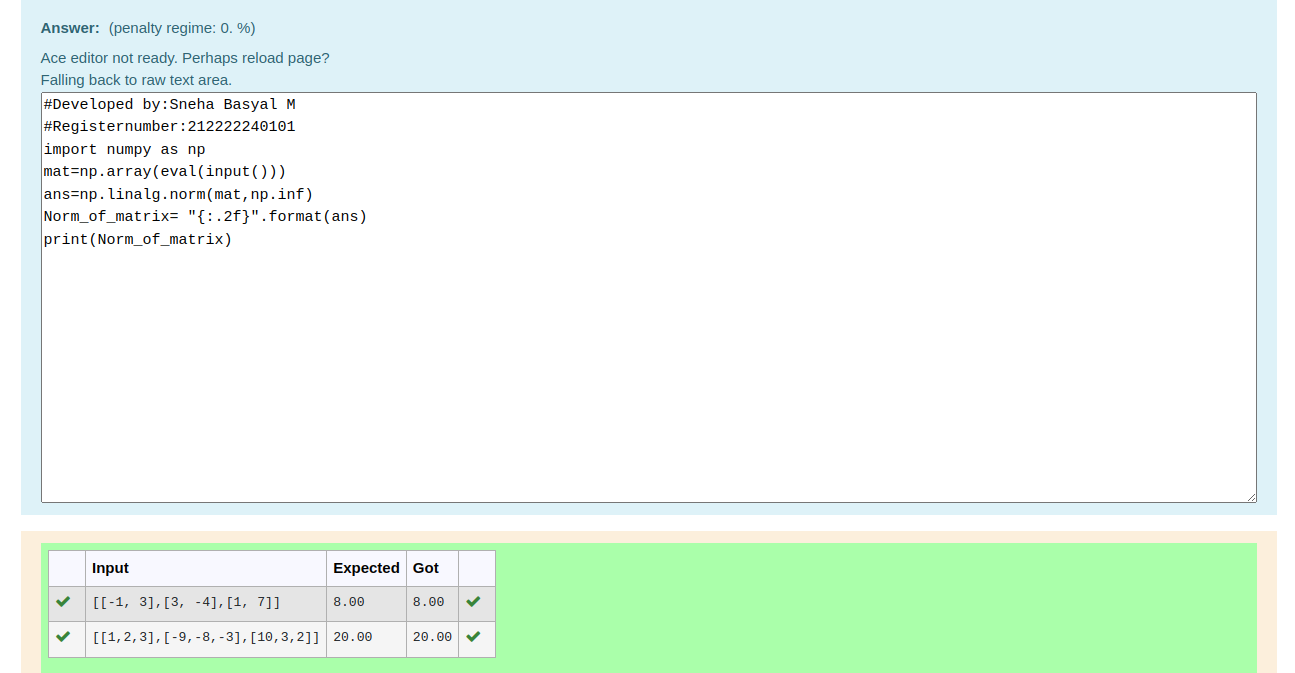 Answer: (penalty regime: 0. %)
Ace editor not ready. Perhaps reload page?
Falling back to raw text area.
#Developed by:Sneha Basyal M
#Registernumber:212222240101
import numpy as np
mat=np.array(eval(input()))
ans=np.linalg.norm(mat,np.inf)
Norm_of_matrix= "{:.2f}".format(ans)
print(Norm_of_matrix)
Input Expected Got
[[-1, 3],[3, -4],[1, 7]] 8.00 8.00
[[1,2,3],[-9,-8,-3],[10,3,2]] 20.00 20.00